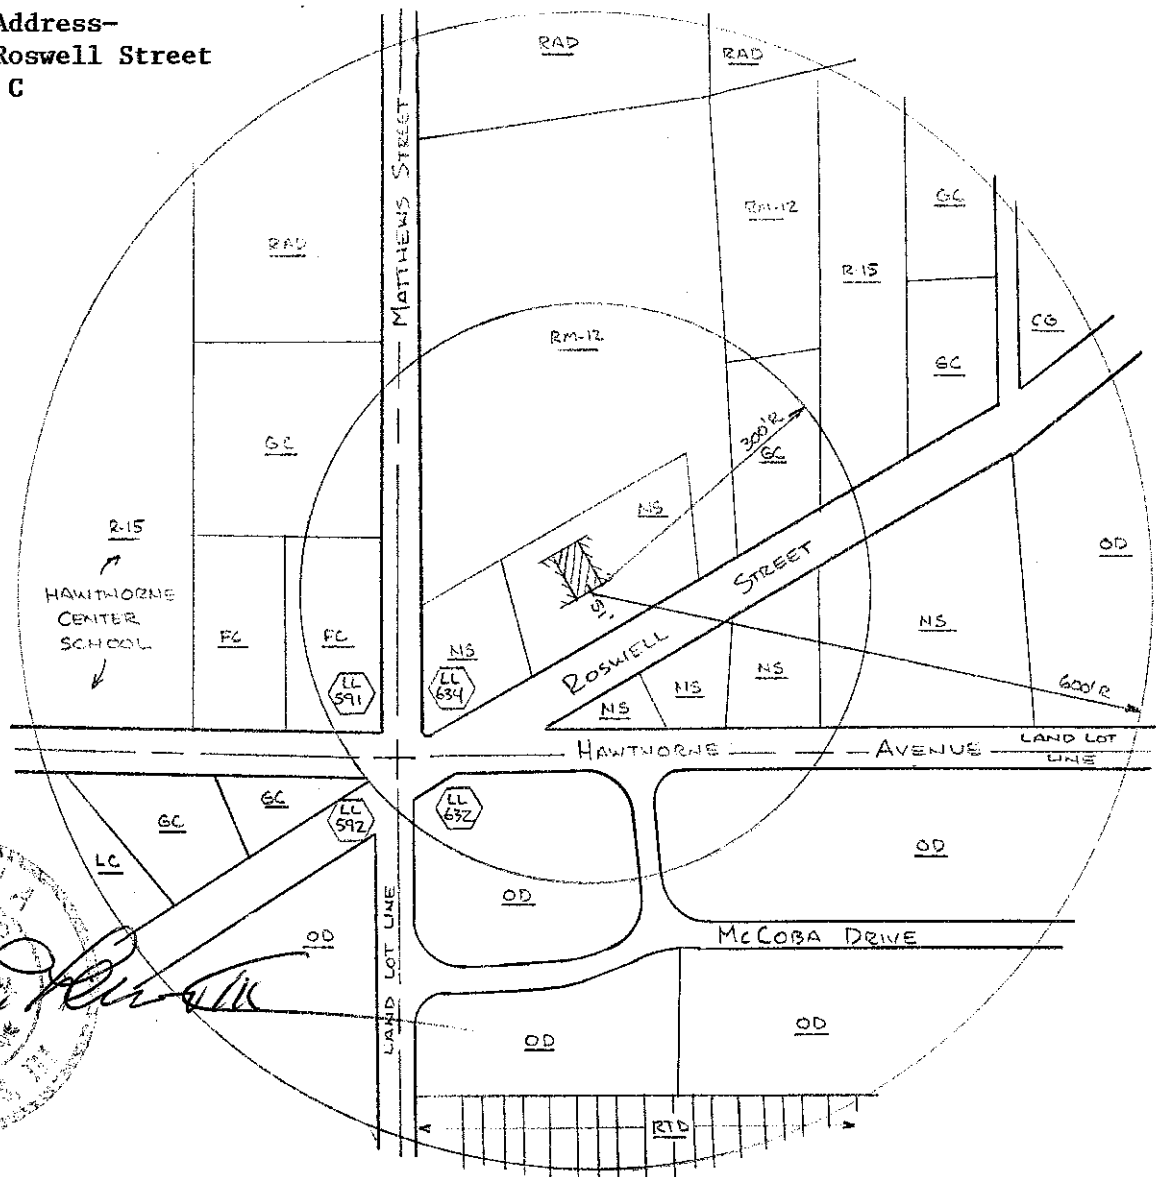 Address-
Roswell Street
C
RAD
RAD
MATTHEWS STREET
RAD
RM-12
GC
R-15
CG
RM-12
GC
GC
300'R
GC
NS
R-15
HAWTHORNE
CENTER
SCHOOL
OD
15'
ROSWELL STREET
FC
FC
NS
NS
NS
NS
NS
LL
591
LL
634
600'R
HAWTHORNE AVENUE
LAND LOT
LINE
GC
GC
LL
592
LL
632
LC
OD
OD
OD
MCCOBA DRIVE
LAND LOT LINE
OD
OD
RTD